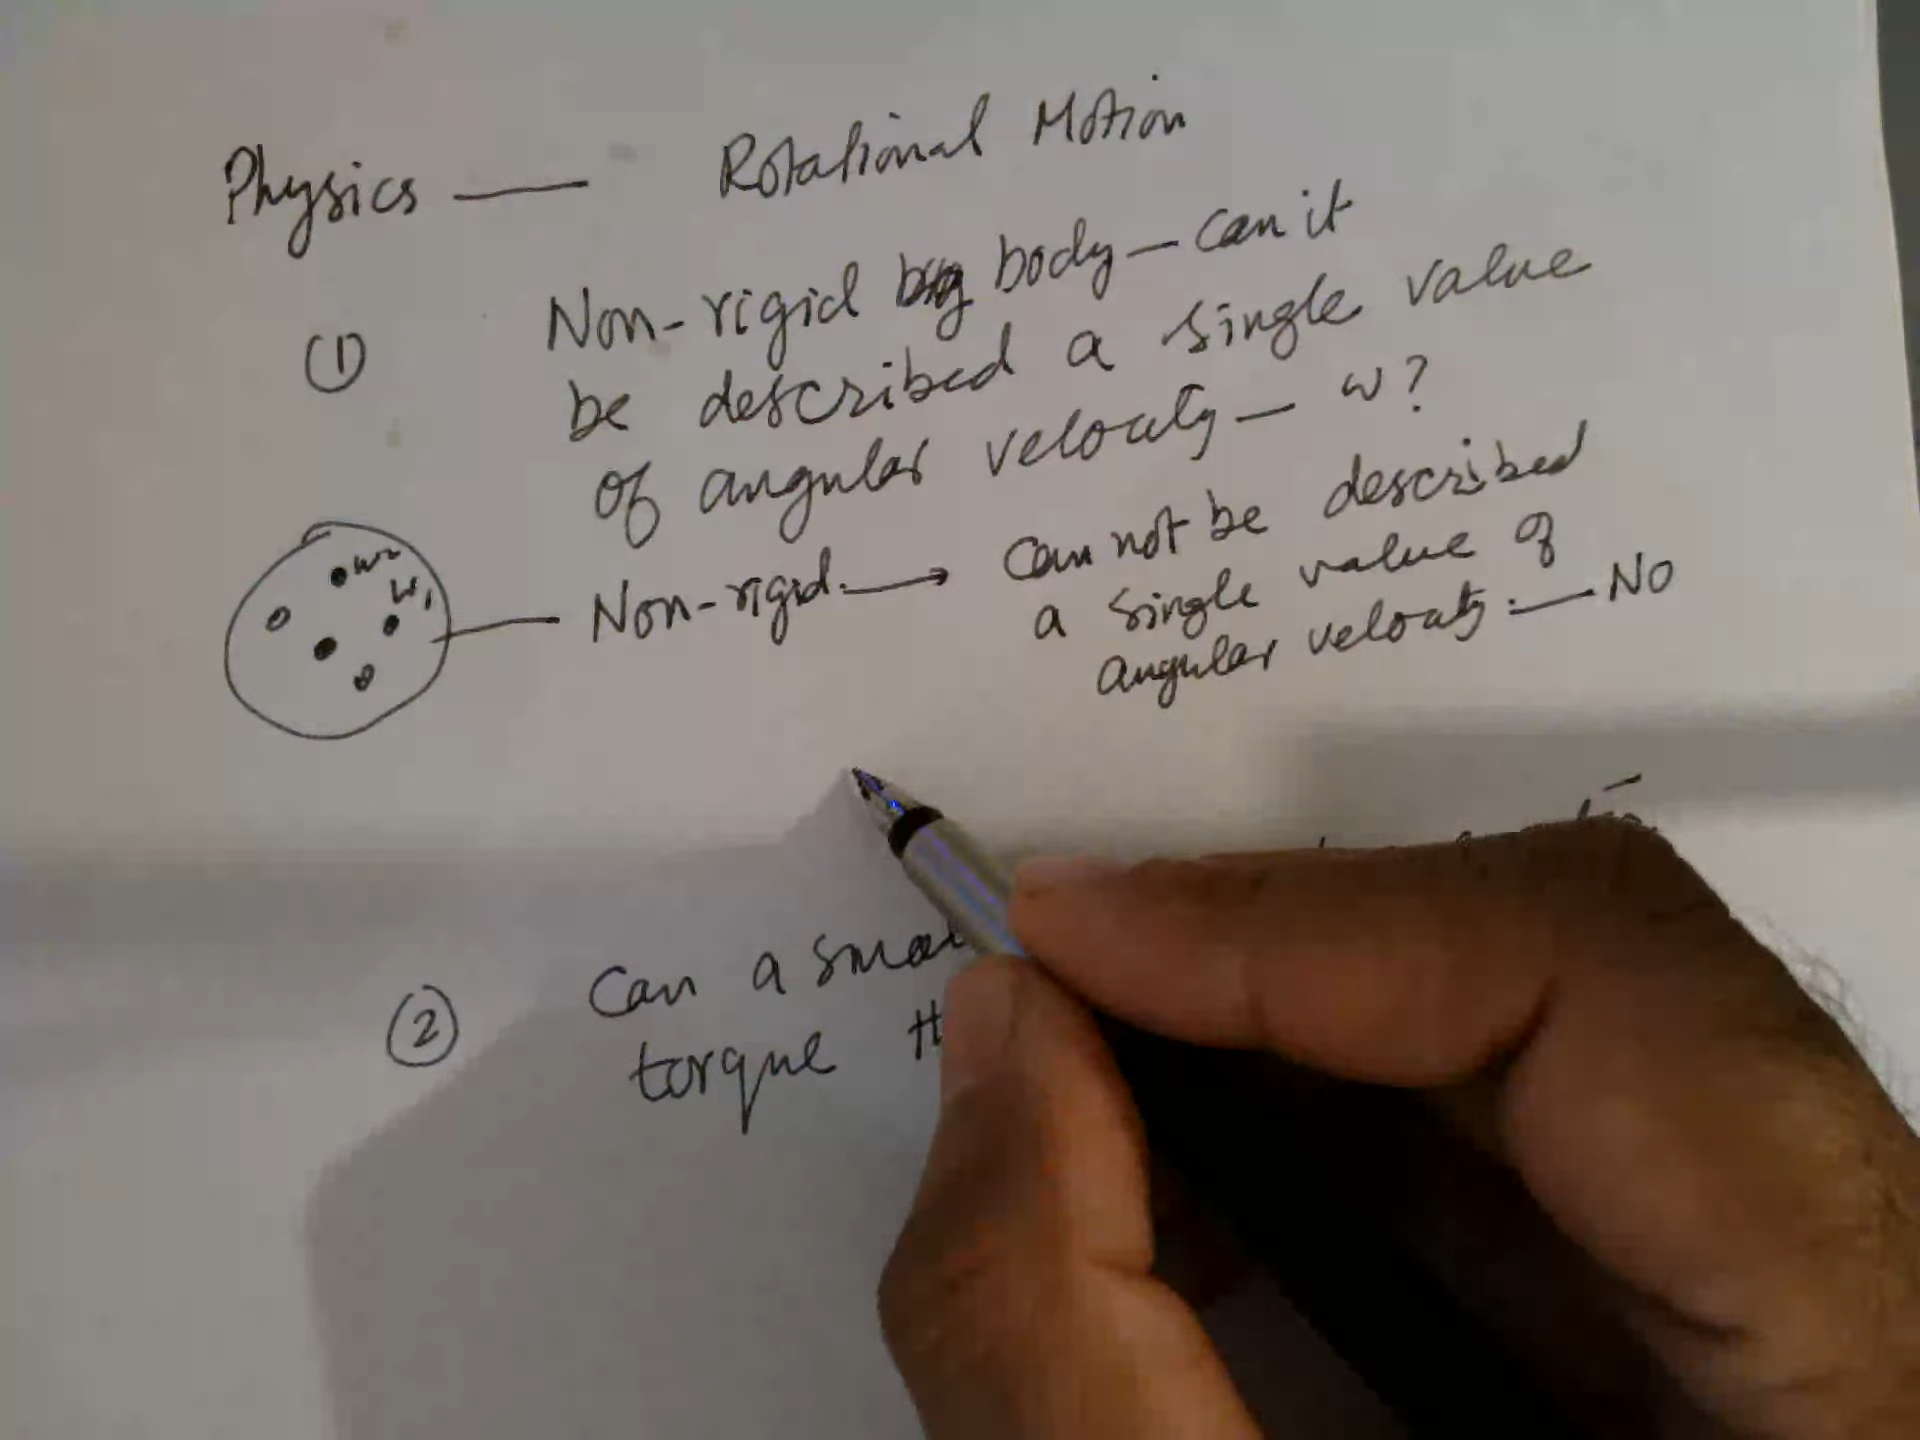 Physics — Rotational Motion
① Non-rigid body — can it
be described a single value
of angular velocity — ω?
ω2
ω1
Non-rigid. → Can not be described
a single value of
angular velocity. — NO
② Can a
torque